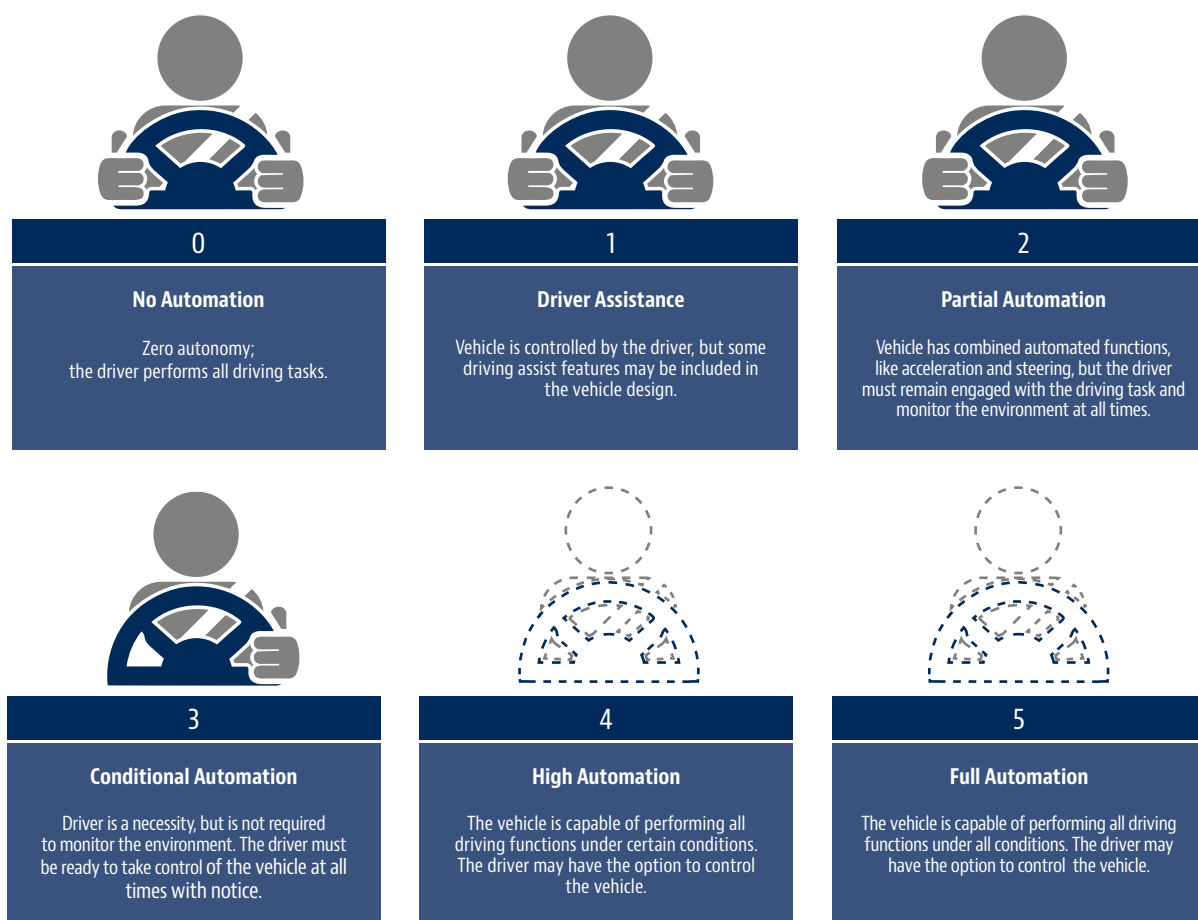 0
No Automation
Zero autonomy;
the driver performs all driving tasks.
1
Driver Assistance
Vehicle is controlled by the driver, but some
driving assist features may be included in
the vehicle design.
2
Partial Automation
Vehicle has combined automated functions,
like acceleration and steering, but the driver
must remain engaged with the driving task and
monitor the environment at all times.
3
Conditional Automation
Driver is a necessity, but is not required
to monitor the environment. The driver must
be ready to take control of the vehicle at all
times with notice.
4
High Automation
The vehicle is capable of performing all
driving functions under certain conditions.
The driver may have the option to control
the vehicle.
5
Full Automation
The vehicle is capable of performing all driving
functions under all conditions. The driver may
have the option to control the vehicle.